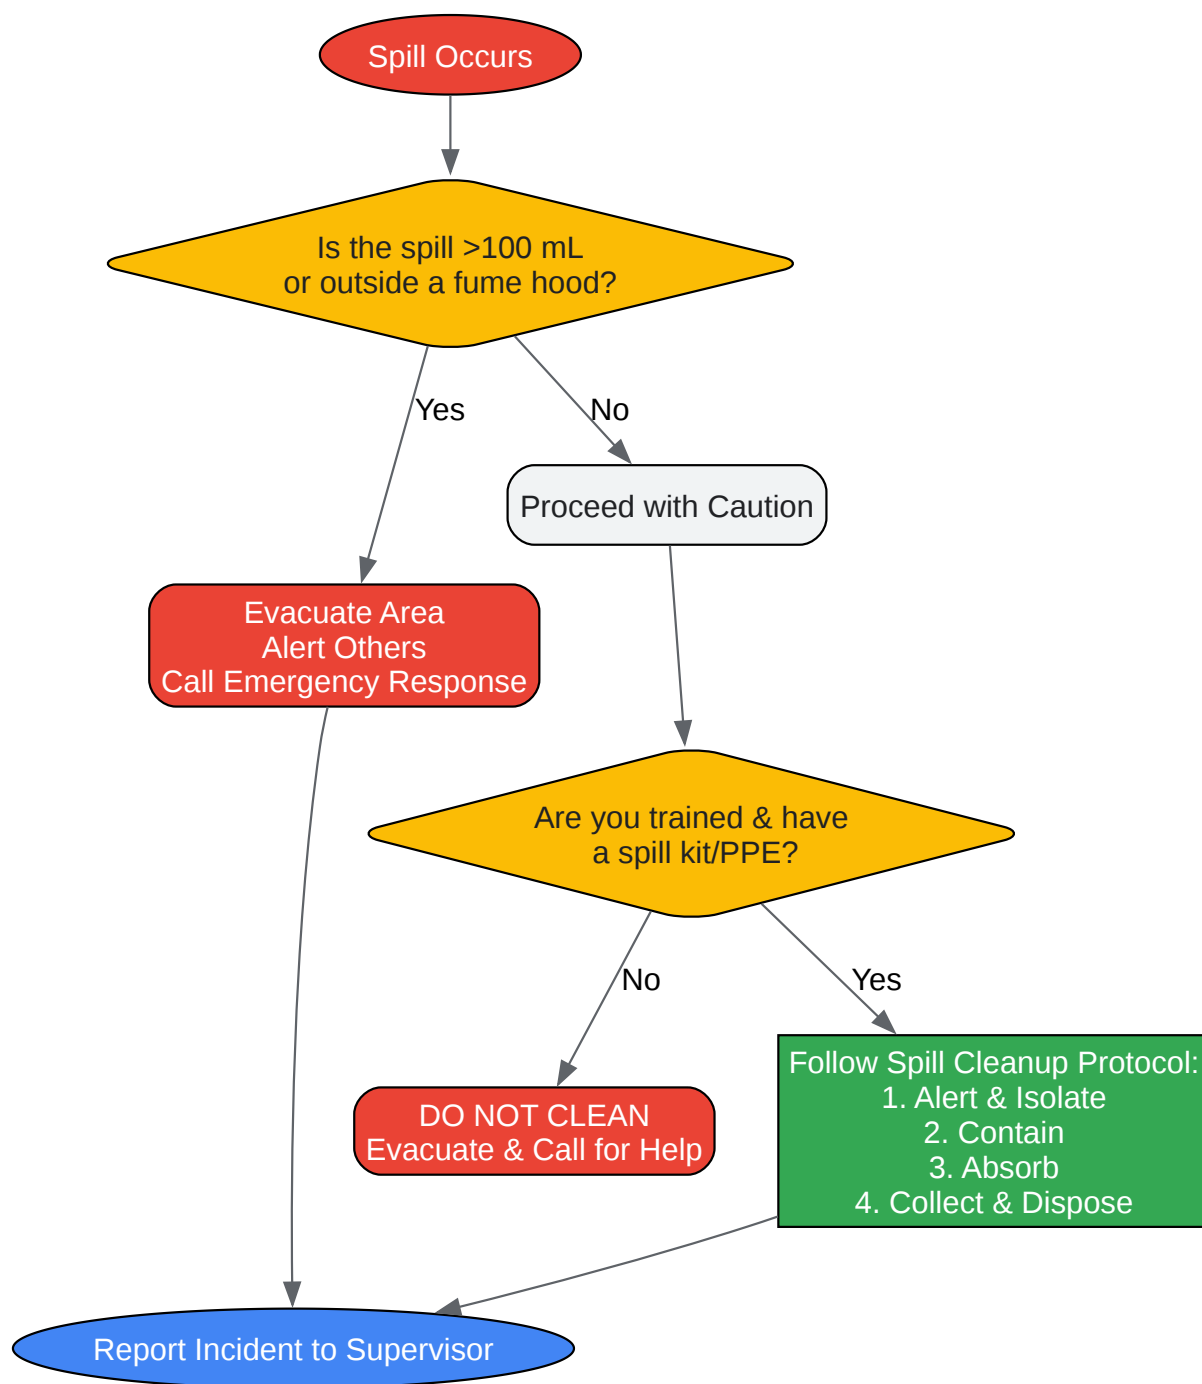 Spill Occurs
Is the spill >100 mL
or outside a fume hood?
Yes
No
Proceed with Caution
Evacuate Area
Alert Others
Call Emergency Response
Are you trained & have
a spill kit/PPE?
No
Yes
Follow Spill Cleanup Protocol:
1. Alert & Isolate
2. Contain
3. Absorb
4. Collect & Dispose
DO NOT CLEAN
Evacuate & Call for Help
Report Incident to Supervisor